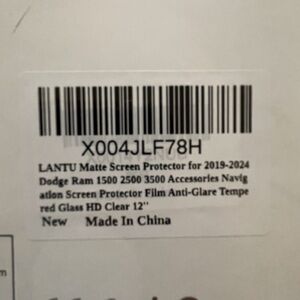 X004JLF78H
LANTU Matte Screen Protector for 2019-2024
Dodge Ram 1500 2500 3500 Accessories Navig
ation Screen Protector Film Anti-Glare Tempe
red Glass HD Clear 12''
New Made In China
m